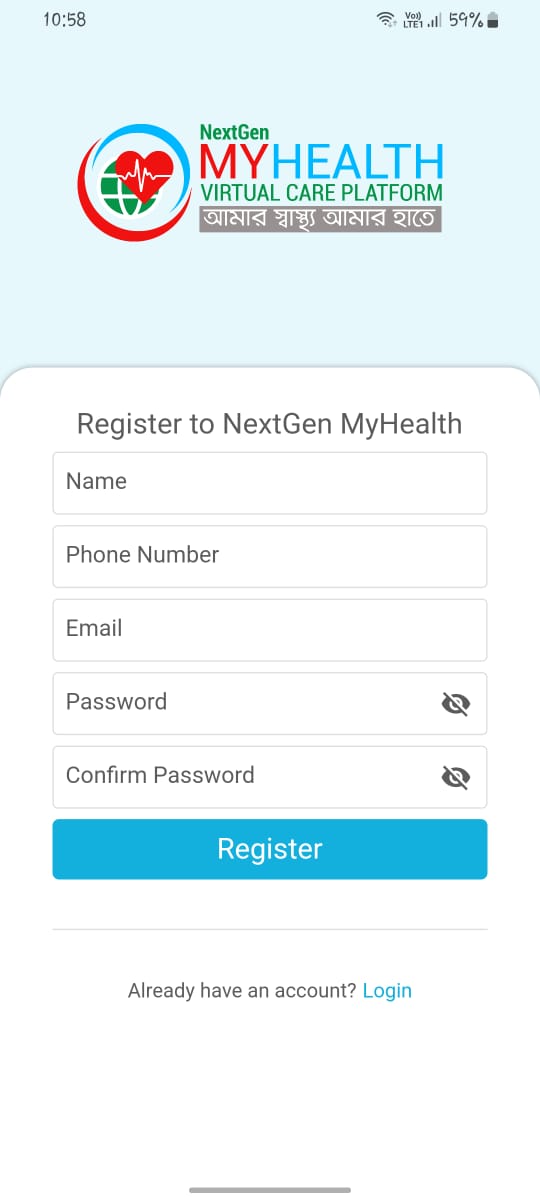 10:58
Vo)) LTE1 59%
NextGen
MYHEALTH
VIRTUAL CARE PLATFORM
আমার স্বাস্থ্য আমার হাতে
Register to NextGen MyHealth
Name
Phone Number
Email
Password
Confirm Password
Register
Already have an account? Login